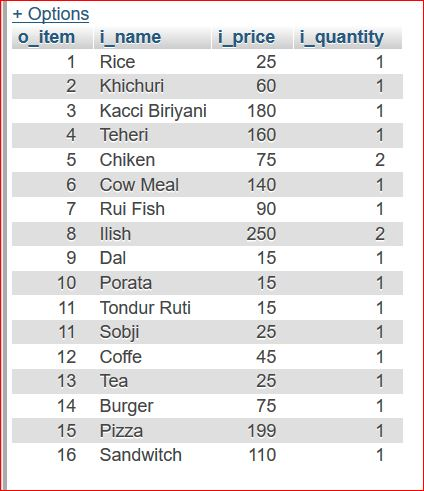 + Options
o_item i_name i_price i_quantity
1 Rice 25 1
2 Khichuri 60 1
3 Kacci Biriyani 180 1
4 Teheri 160 1
5 Chiken 75 2
6 Cow Meal 140 1
7 Rui Fish 90 1
8 Ilish 250 2
9 Dal 15 1
10 Porata 15 1
11 Tondur Ruti 15 1
11 Sobji 25 1
12 Coffe 45 1
13 Tea 25 1
14 Burger 75 1
15 Pizza 199 1
16 Sandwitch 110 1